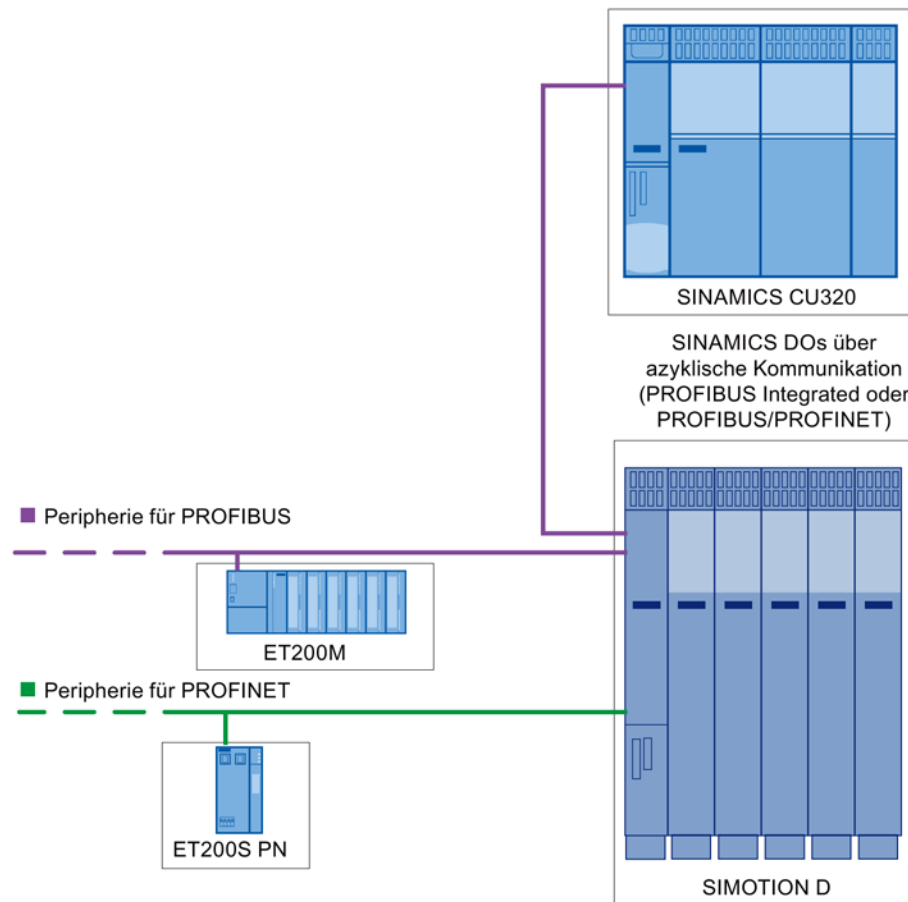 SINAMICS CU320
SINAMICS DOs über
azyklische Kommunikation
(PROFIBUS Integrated oder
PROFIBUS/PROFINET)
Peripherie für PROFIBUS
ET200M
Peripherie für PROFINET
ET200S PN
SIMOTION D